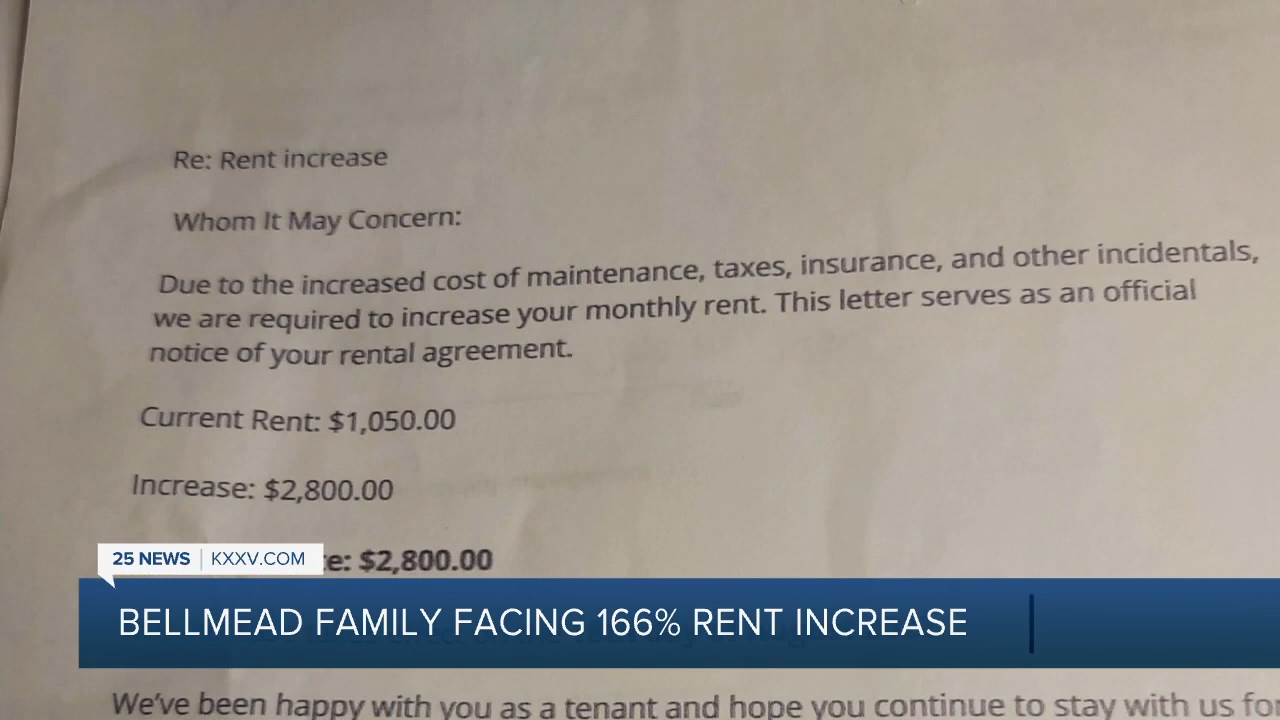 Re: Rent increase
Whom It May Concern:
Due to the increased cost of maintenance, taxes, insurance, and other incidentals,
we are required to increase your monthly rent. This letter serves as an official
notice of your rental agreement.
Current Rent: $1,050.00
Increase: $2,800.00
$2,800.00
25 NEWS | KXXV.COM
BELLMEAD FAMILY FACING 166% RENT INCREASE
We've been happy with you as a tenant and hope you continue to stay with us for